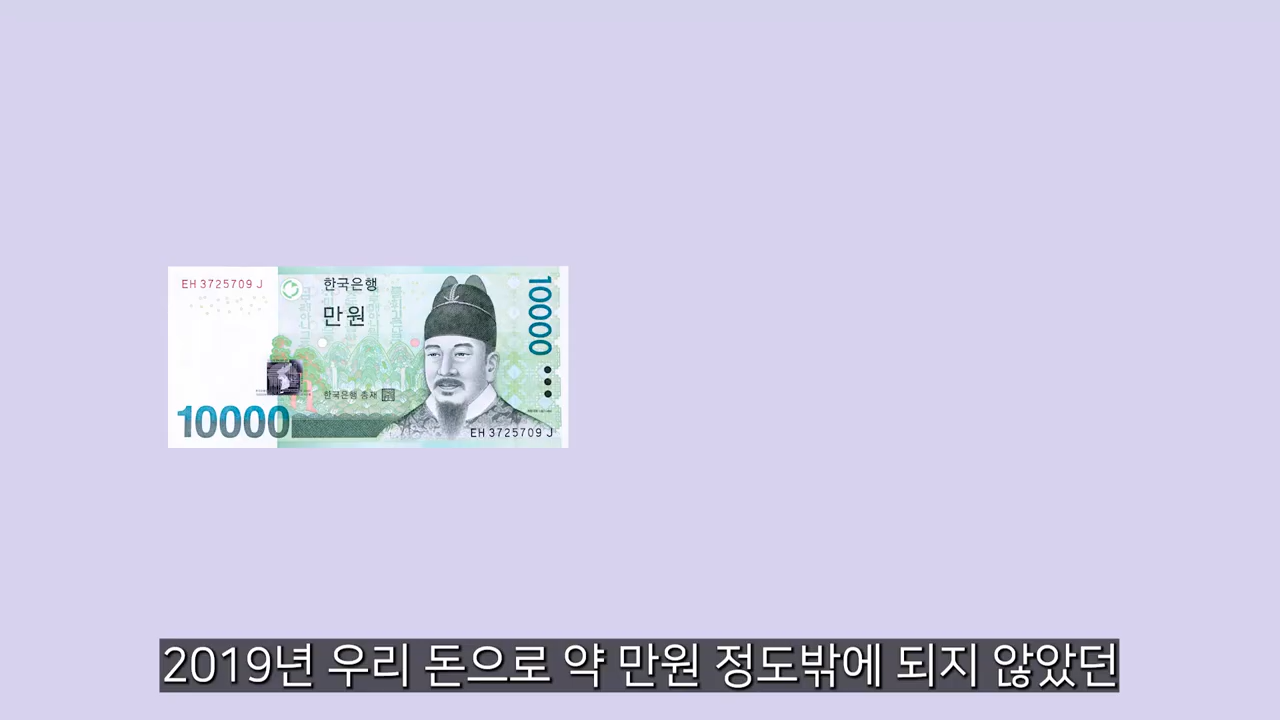 EH 3725709 J
한국은행
만원
10000
한국은행 총재
10000
EH 3725709 J
2019년 우리 돈으로 약 만원 정도밖에 되지 않았던